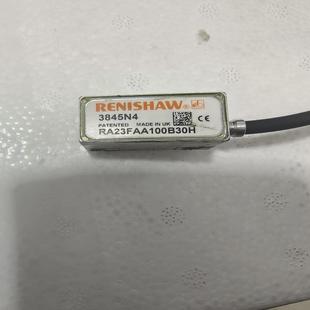 RENISHAW
3845N4
PATENTED MADE IN UK
CE
RA23FAA100B30H